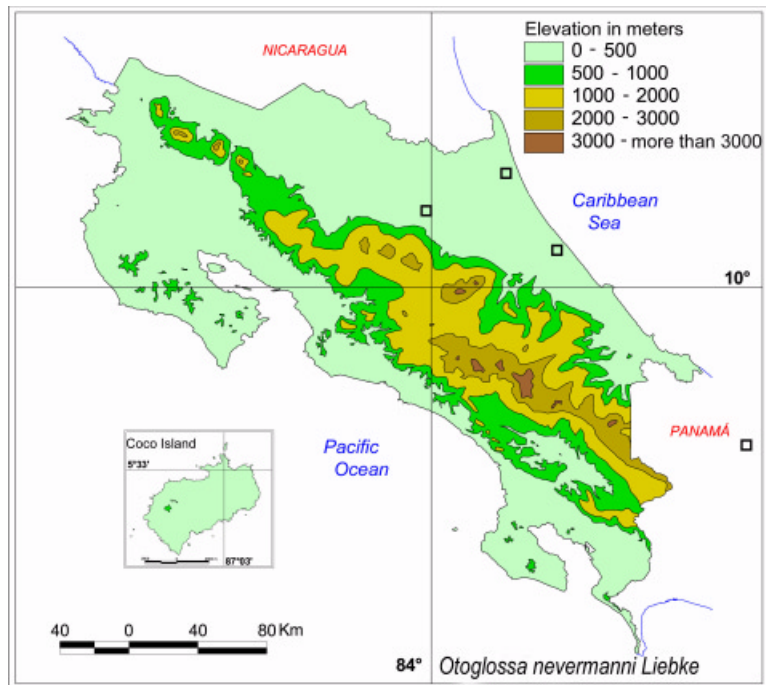 NICARAGUA
Elevation in meters
0 - 500
500 - 1000
1000 - 2000
2000 - 3000
3000 - more than 3000
Caribbean
Sea
10°
PANAMÁ
Pacific
Ocean
Coco Island
5°33'
87°03'
40 0 40 80 Km
84°
Otoglossa nevermanni Liebke